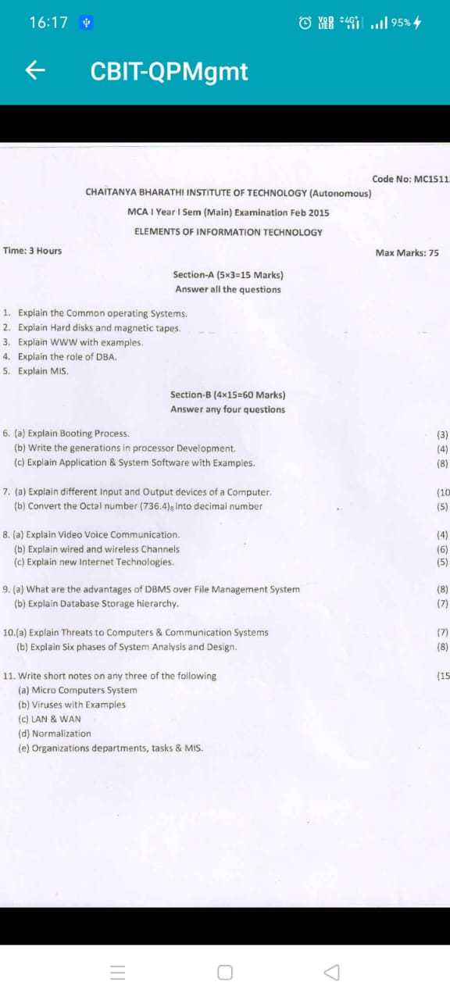 16:17 VoD LTE2 4G+ 95%
CBIT-QPMgmt
Code No: MC1511
CHAITANYA BHARATHI INSTITUTE OF TECHNOLOGY (Autonomous)
MCA I Year I Sem (Main) Examination Feb 2015
ELEMENTS OF INFORMATION TECHNOLOGY
Time: 3 Hours Max Marks: 75
Section-A (5×3=15 Marks)
Answer all the questions
1. Explain the Common operating Systems.
2. Explain Hard disks and magnetic tapes.
3. Explain WWW with examples.
4. Explain the role of DBA.
5. Explain MIS.
Section-B (4×15=60 Marks)
Answer any four questions
6. (a) Explain Booting Process. (3)
(b) Write the generations in processor Development. (4)
(c) Explain Application & System Software with Examples. (8)
7. (a) Explain different Input and Output devices of a Computer. (10
(b) Convert the Octal number (736.4)₈ into decimal number (5)
8. (a) Explain Video Voice Communication. (4)
(b) Explain wired and wireless Channels (6)
(c) Explain new Internet Technologies. (5)
9. (a) What are the advantages of DBMS over File Management System (8)
(b) Explain Database Storage hierarchy. (7)
10.(a) Explain Threats to Computers & Communication Systems (7)
(b) Explain Six phases of System Analysis and Design. (8)
11. Write short notes on any three of the following (15
(a) Micro Computers System
(b) Viruses with Examples
(c) LAN & WAN
(d) Normalization
(e) Organizations departments, tasks & MIS.